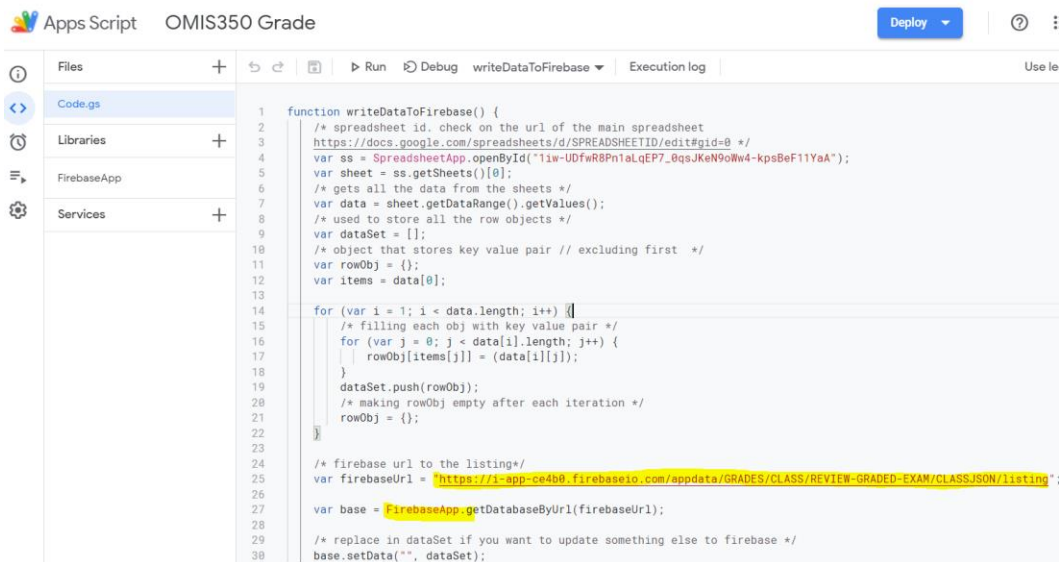 Apps Script OMIS350 Grade Deploy
Files Run Debug writeDataToFirebase Execution log Use le
Code.gs
Libraries
FirebaseApp
Services
1 function writeDataToFirebase() {
2 /* spreadsheet id. check on the url of the main spreadsheet
3 https://docs.google.com/spreadsheets/d/SPREADSHEETID/edit#gid=0 */
4 var ss = SpreadsheetApp.openById("1iw-UDfwR8Pn1aLqEP7_0qsJKeN9oWw4-kpsBeF11YaA");
5 var sheet = ss.getSheets()[0];
6 /* gets all the data from the sheets */
7 var data = sheet.getDataRange().getValues();
8 /* used to store all the row objects */
9 var dataSet = [];
10 /* object that stores key value pair // excluding first */
11 var rowObj = {};
12 var items = data[0];
13
14 for (var i = 1; i < data.length; i++) {
15 /* filling each obj with key value pair */
16 for (var j = 0; j < data[i].length; j++) {
17 rowObj[items[j]] = (data[i][j]);
18 }
19 dataSet.push(rowObj);
20 /* making rowObj empty after each iteration */
21 rowObj = {};
22 }
23
24 /* firebase url to the listing*/
25 var firebaseUrl = "https://i-app-ce4b0.firebaseio.com/appdata/GRADES/CLASS/REVIEW-GRADED-EXAM/CLASSJSON/listing";
26
27 var base = FirebaseApp.getDatabaseByUrl(firebaseUrl);
28
29 /* replace in dataSet if you want to update something else to firebase */
30 base.setData("", dataSet);